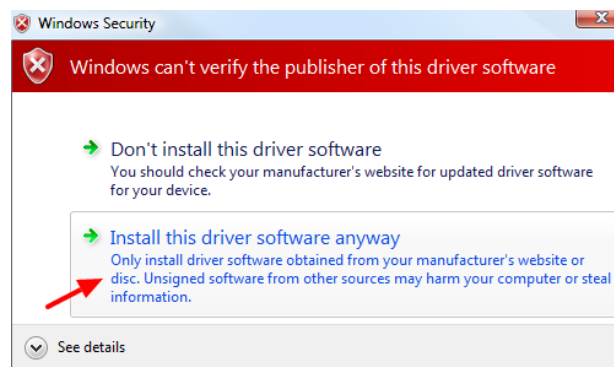 Windows Security
Windows can't verify the publisher of this driver software
Don't install this driver software
You should check your manufacturer's website for updated driver software
for your device.
Install this driver software anyway
Only install driver software obtained from your manufacturer's website or
disc. Unsigned software from other sources may harm your computer or steal
information.
See details